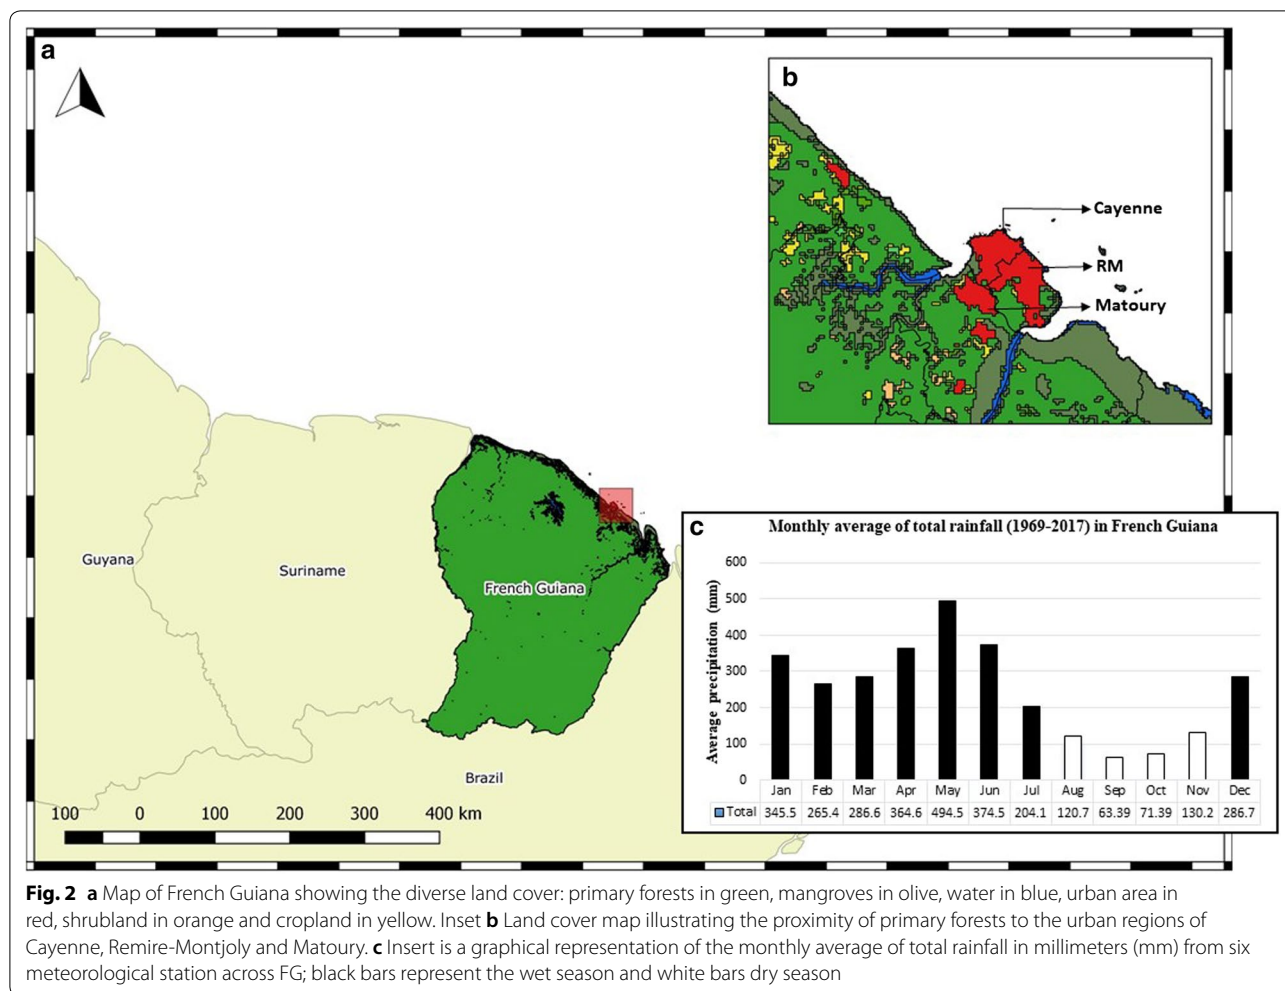 a
b
Cayenne
RM
Matoury
Guyana
Suriname
French Guiana
Brazil
100 0 100 200 300 400 km
c
Monthly average of total rainfall (1969-2017) in French Guiana
Average precipitation (mm)
600
500
400
300
200
100
0
Jan Feb Mar Apr May Jun Jul Aug Sep Oct Nov Dec
Total 345.5 265.4 286.6 364.6 494.5 374.5 204.1 120.7 63.39 71.39 130.2 286.7
Fig. 2 a Map of French Guiana showing the diverse land cover: primary forests in green, mangroves in olive, water in blue, urban area in
red, shrubland in orange and cropland in yellow. Inset b Land cover map illustrating the proximity of primary forests to the urban regions of
Cayenne, Remire-Montjoly and Matoury. c Insert is a graphical representation of the monthly average of total rainfall in millimeters (mm) from six
meteorological station across FG; black bars represent the wet season and white bars dry season